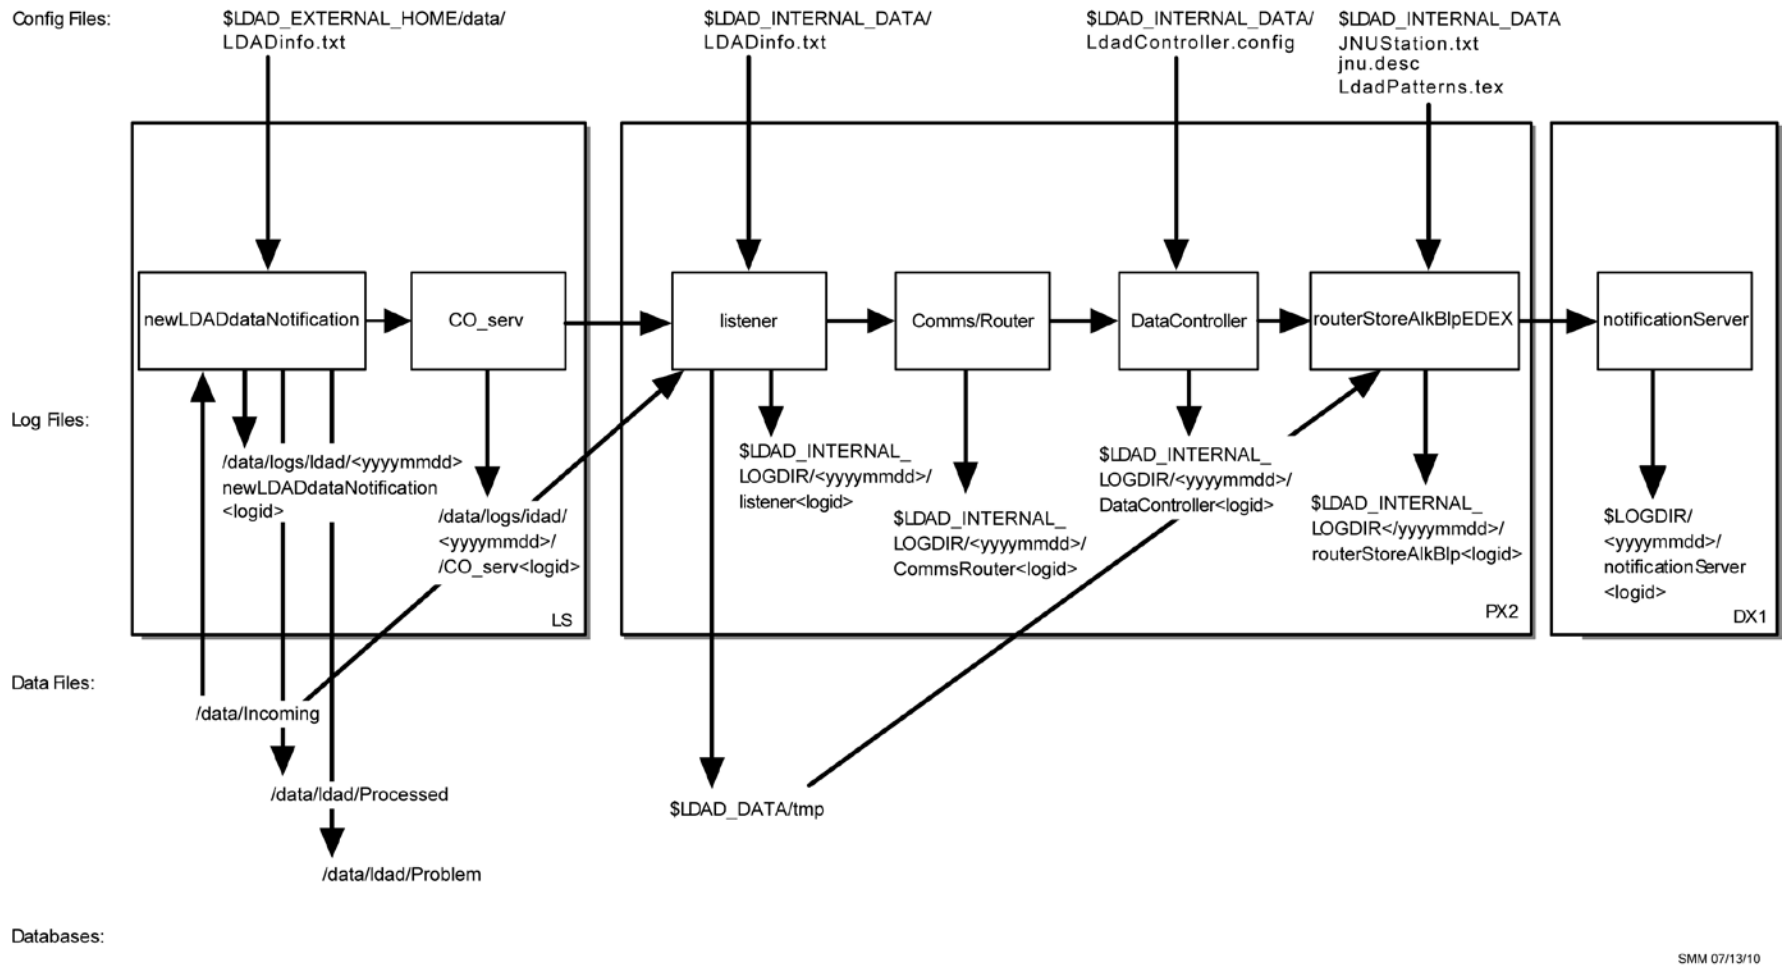 Config Files:
$LDAD_EXTERNAL_HOME/data/
LDADinfo.txt
$LDAD_INTERNAL_DATA/
LDADinfo.txt
$LDAD_INTERNAL_DATA/
LdadController.config
$LDAD_INTERNAL_DATA
JNUStation.txt
jnu.desc
LdadPatterns.tex
newLDADdataNotification
CO_serv
listener
Comms/Router
DataController
routerStoreAlkBlpEDEX
notificationServer
Log Files:
/data/logs/ldad/<yyyymmdd>
newLDADdataNotification
<logid>
/data/logs/idad/
<yyyymmdd>/
/CO_serv<logid>
$LDAD_INTERNAL_
LOGDIR/<yyyymmdd>/
listener<logid>
$LDAD_INTERNAL_
LOGDIR/<yyyymmdd>/
CommsRouter<logid>
$LDAD_INTERNAL_
LOGDIR/<yyyymmdd>/
DataController<logid>
$LDAD_INTERNAL_
LOGDIR</yyyymmdd>/
routerStoreAlkBlp<logid>
$LOGDIR/
<yyyymmdd>/
notificationServer
<logid>
LS
PX2
DX1
Data Files:
/data/Incoming
/data/ldad/Processed
$LDAD_DATA/tmp
/data/ldad/Problem
Databases:
SMM 07/13/10